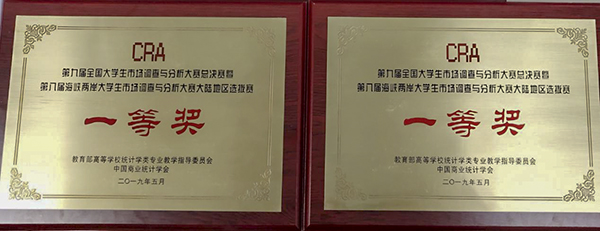 CRA
第九届全国大学生市场调查与分析大赛总决赛暨
第八届海峡两岸大学生市场调查与分析大赛大陆地区选拔赛
一等奖
教育部高等学校统计学类专业教学指导委员会
中国商业统计学会
二〇一九年五月
CRA
第九届全国大学生市场调查与分析大赛总决赛暨
第八届海峡两岸大学生市场调查与分析大赛大陆地区选拔赛
一等奖
教育部高等学校统计学类专业教学指导委员会
中国商业统计学会
二〇一九年五月